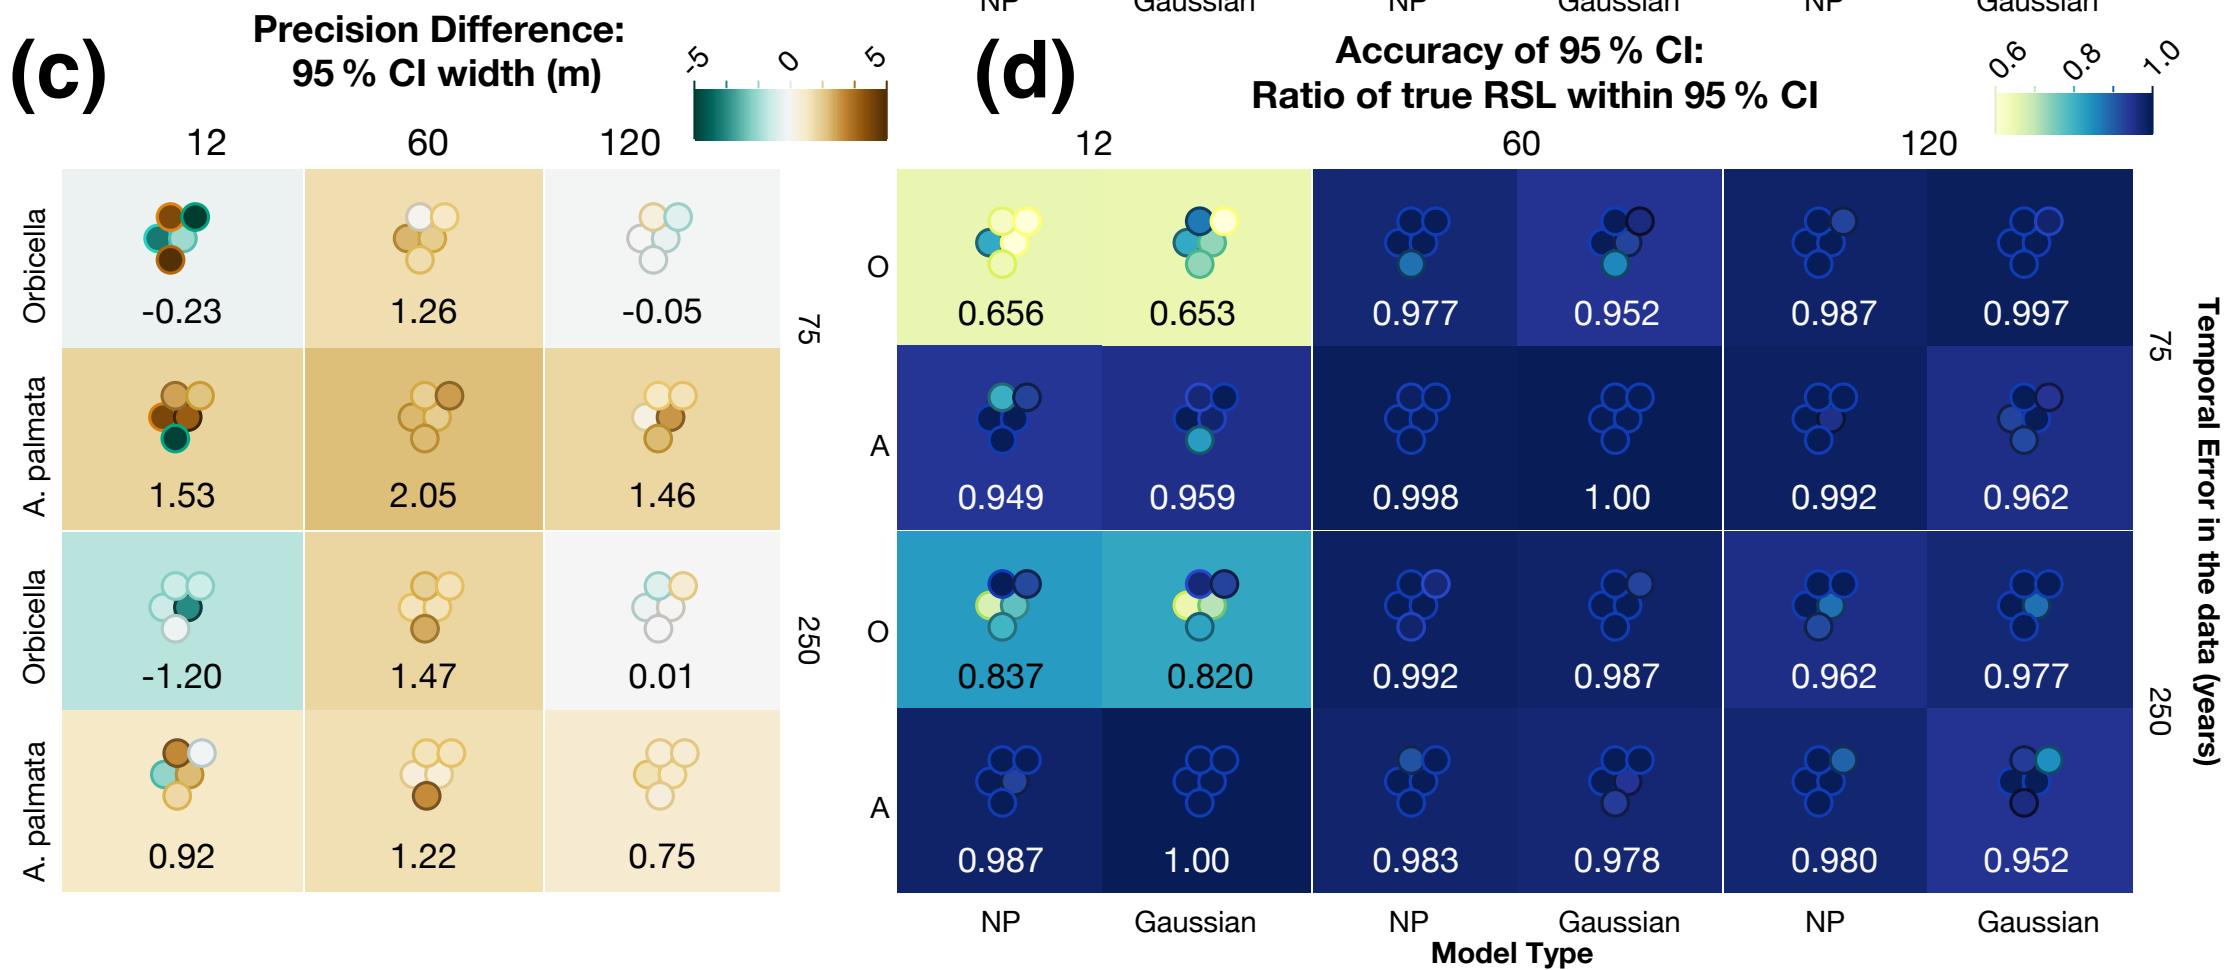 NP Gaussian NP Gaussian NP Gaussian
(c)
Precision Difference:
95 % CI width (m)
-5 0 5
12 60 120
Orbicella
-0.23 1.26 -0.05
75
A. palmata
1.53 2.05 1.46
Orbicella
-1.20 1.47 0.01
250
A. palmata
0.92 1.22 0.75
(d)
Accuracy of 95 % CI:
Ratio of true RSL within 95 % CI
0.6 0.8 1.0
12 60 120
O
0.656 0.653 0.977 0.952 0.987 0.997
75
A
0.949 0.959 0.998 1.00 0.992 0.962
O
0.837 0.820 0.992 0.987 0.962 0.977
250
A
0.987 1.00 0.983 0.978 0.980 0.952
NP Gaussian NP Gaussian NP Gaussian
Model Type
Temporal Error in the data (years)